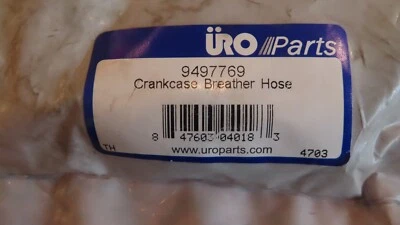 ÜRO///Parts
9497769
Crankcase Breather Hose
8 47603 04018 3
TH www.uroparts.com 4703